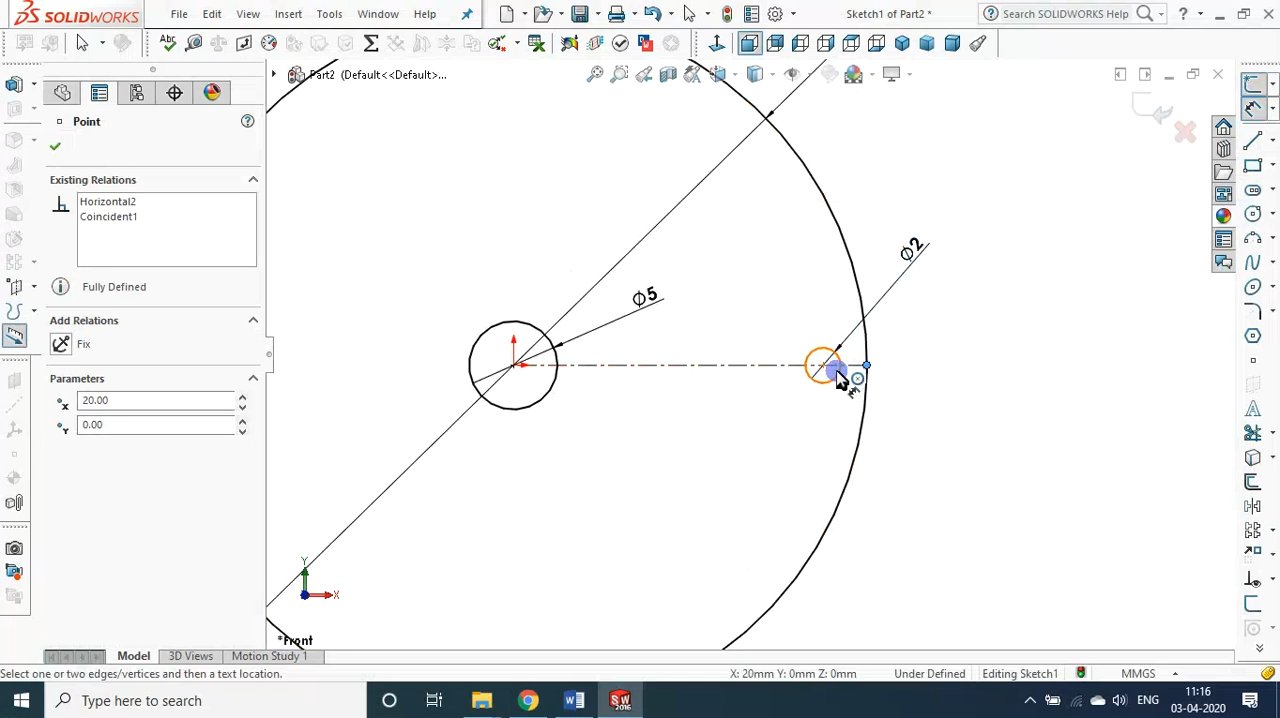 SOLIDWORKS File Edit View Insert Tools Window Help Sketch1 of Part2 * Search SOLIDWORKS Help ?
Part2 (Default<<Default>...
Point
Existing Relations
Horizontal2
Coincident1
Fully Defined
Add Relations
Fix
Parameters
20.00
0.00
∅5
∅2
Y
X
*Front
Model 3D Views Motion Study 1
Select one or two edges/vertices and then a text location. X: 20mm Y: 0mm Z: 0mm Under Defined Editing Sketch1 MMGS
Type here to search ENG 11:16
03-04-2020